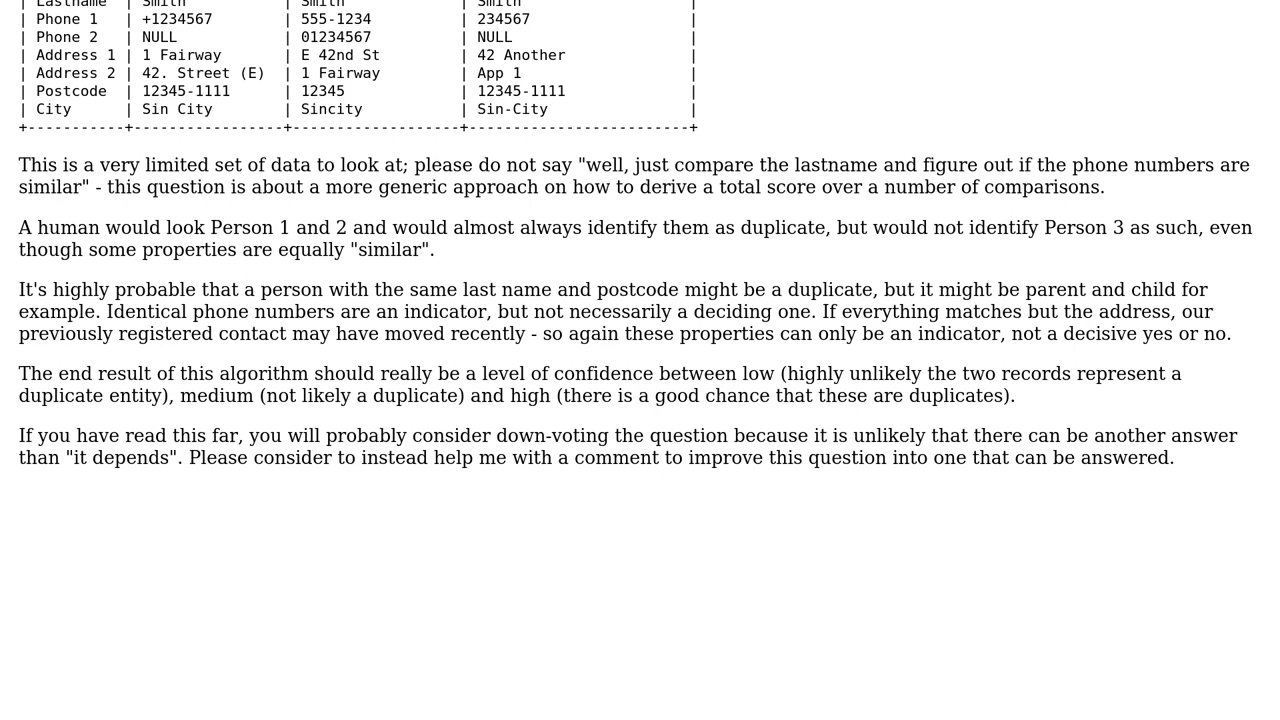 | Lastname  | Smith           | Smith             | Smith                   |
| Phone 1   | +1234567        | 555-1234          | 234567                  |
| Phone 2   | NULL            | 01234567          | NULL                    |
| Address 1 | 1 Fairway       | E 42nd St         | 42 Another              |
| Address 2 | 42. Street (E)  | 1 Fairway         | App 1                   |
| Postcode  | 12345-1111      | 12345             | 12345-1111              |
| City      | Sin City        | Sincity           | Sin-City                |
+-----------+-----------------+-------------------+-------------------------+
This is a very limited set of data to look at; please do not say "well, just compare the lastname and figure out if the phone numbers are
similar" - this question is about a more generic approach on how to derive a total score over a number of comparisons.
A human would look Person 1 and 2 and would almost always identify them as duplicate, but would not identify Person 3 as such, even
though some properties are equally "similar".
It's highly probable that a person with the same last name and postcode might be a duplicate, but it might be parent and child for
example. Identical phone numbers are an indicator, but not necessarily a deciding one. If everything matches but the address, our
previously registered contact may have moved recently - so again these properties can only be an indicator, not a decisive yes or no.
The end result of this algorithm should really be a level of confidence between low (highly unlikely the two records represent a
duplicate entity), medium (not likely a duplicate) and high (there is a good chance that these are duplicates).
If you have read this far, you will probably consider down-voting the question because it is unlikely that there can be another answer
than "it depends". Please consider to instead help me with a comment to improve this question into one that can be answered.